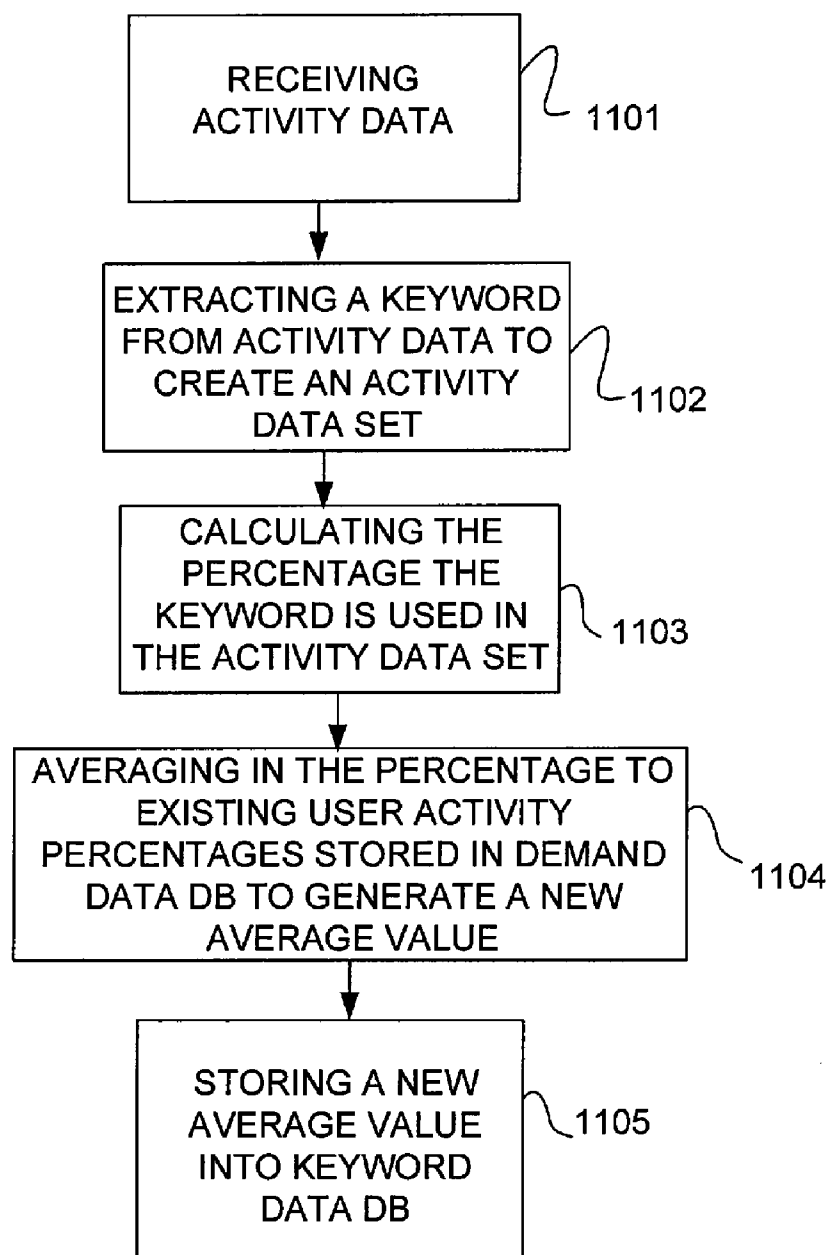 RECEIVING
ACTIVITY DATA
1101
EXTRACTING A KEYWORD
FROM ACTIVITY DATA TO
CREATE AN ACTIVITY
DATA SET
1102
CALCULATING THE
PERCENTAGE THE
KEYWORD IS USED IN
THE ACTIVITY DATA SET
1103
AVERAGING IN THE PERCENTAGE TO
EXISTING USER ACTIVITY
PERCENTAGES STORED IN DEMAND
DATA DB TO GENERATE A NEW
AVERAGE VALUE
1104
STORING A NEW
AVERAGE VALUE
INTO KEYWORD
DATA DB
1105